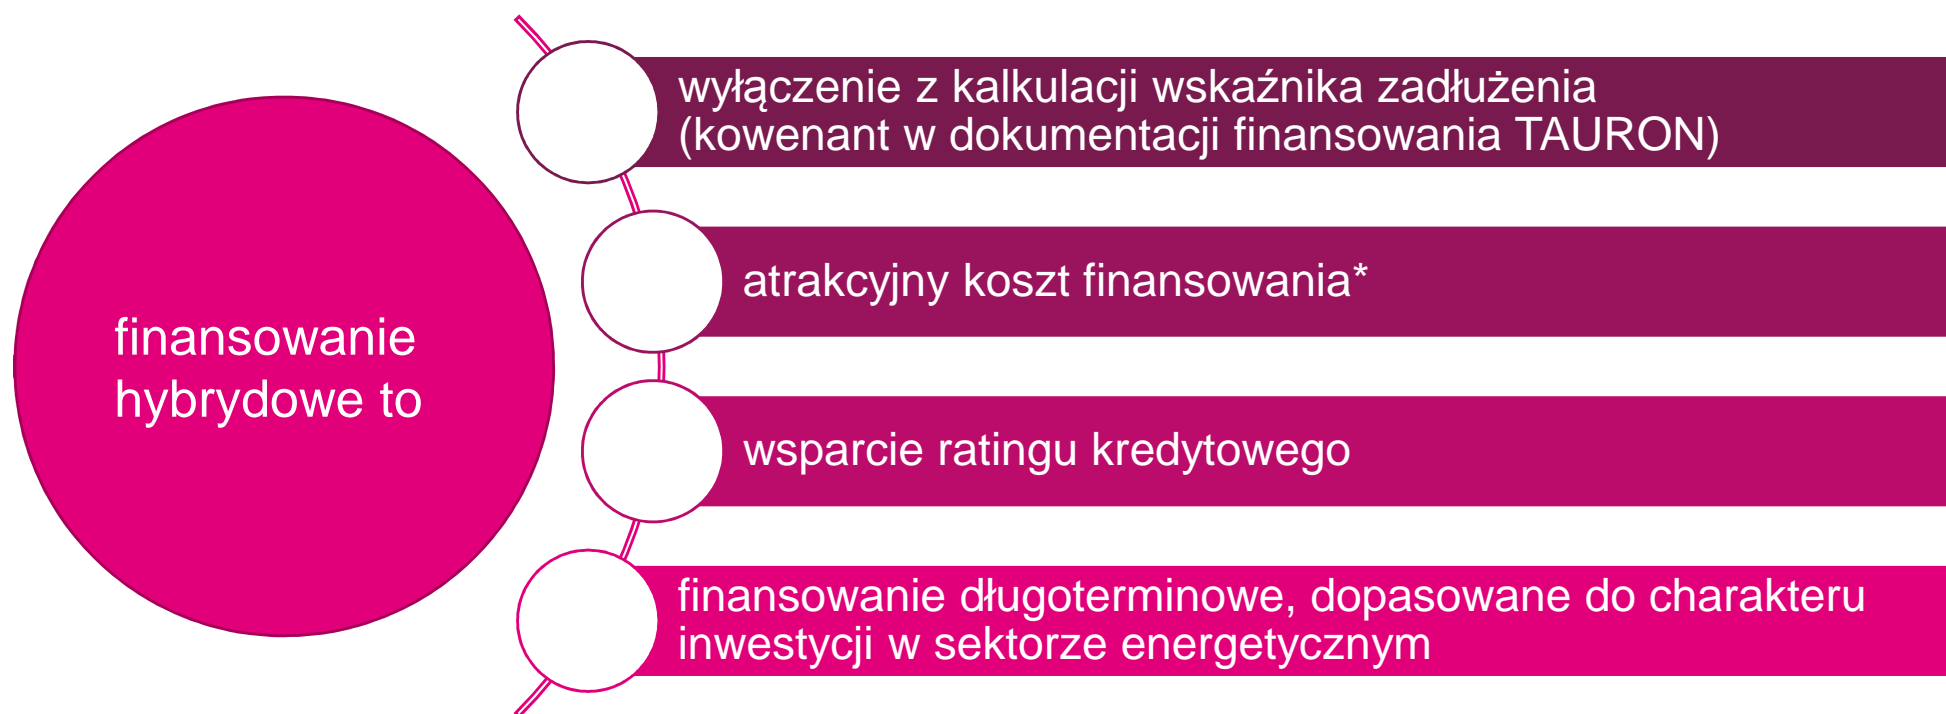 finansowanie
hybrydowe to
wyłączenie z kalkulacji wskaźnika zadłużenia
(kowenant w dokumentacji finansowania TAURON)
atrakcyjny koszt finansowania*
wsparcie ratingu kredytowego
finansowanie długoterminowe, dopasowane do charakteru
inwestycji w sektorze energetycznym